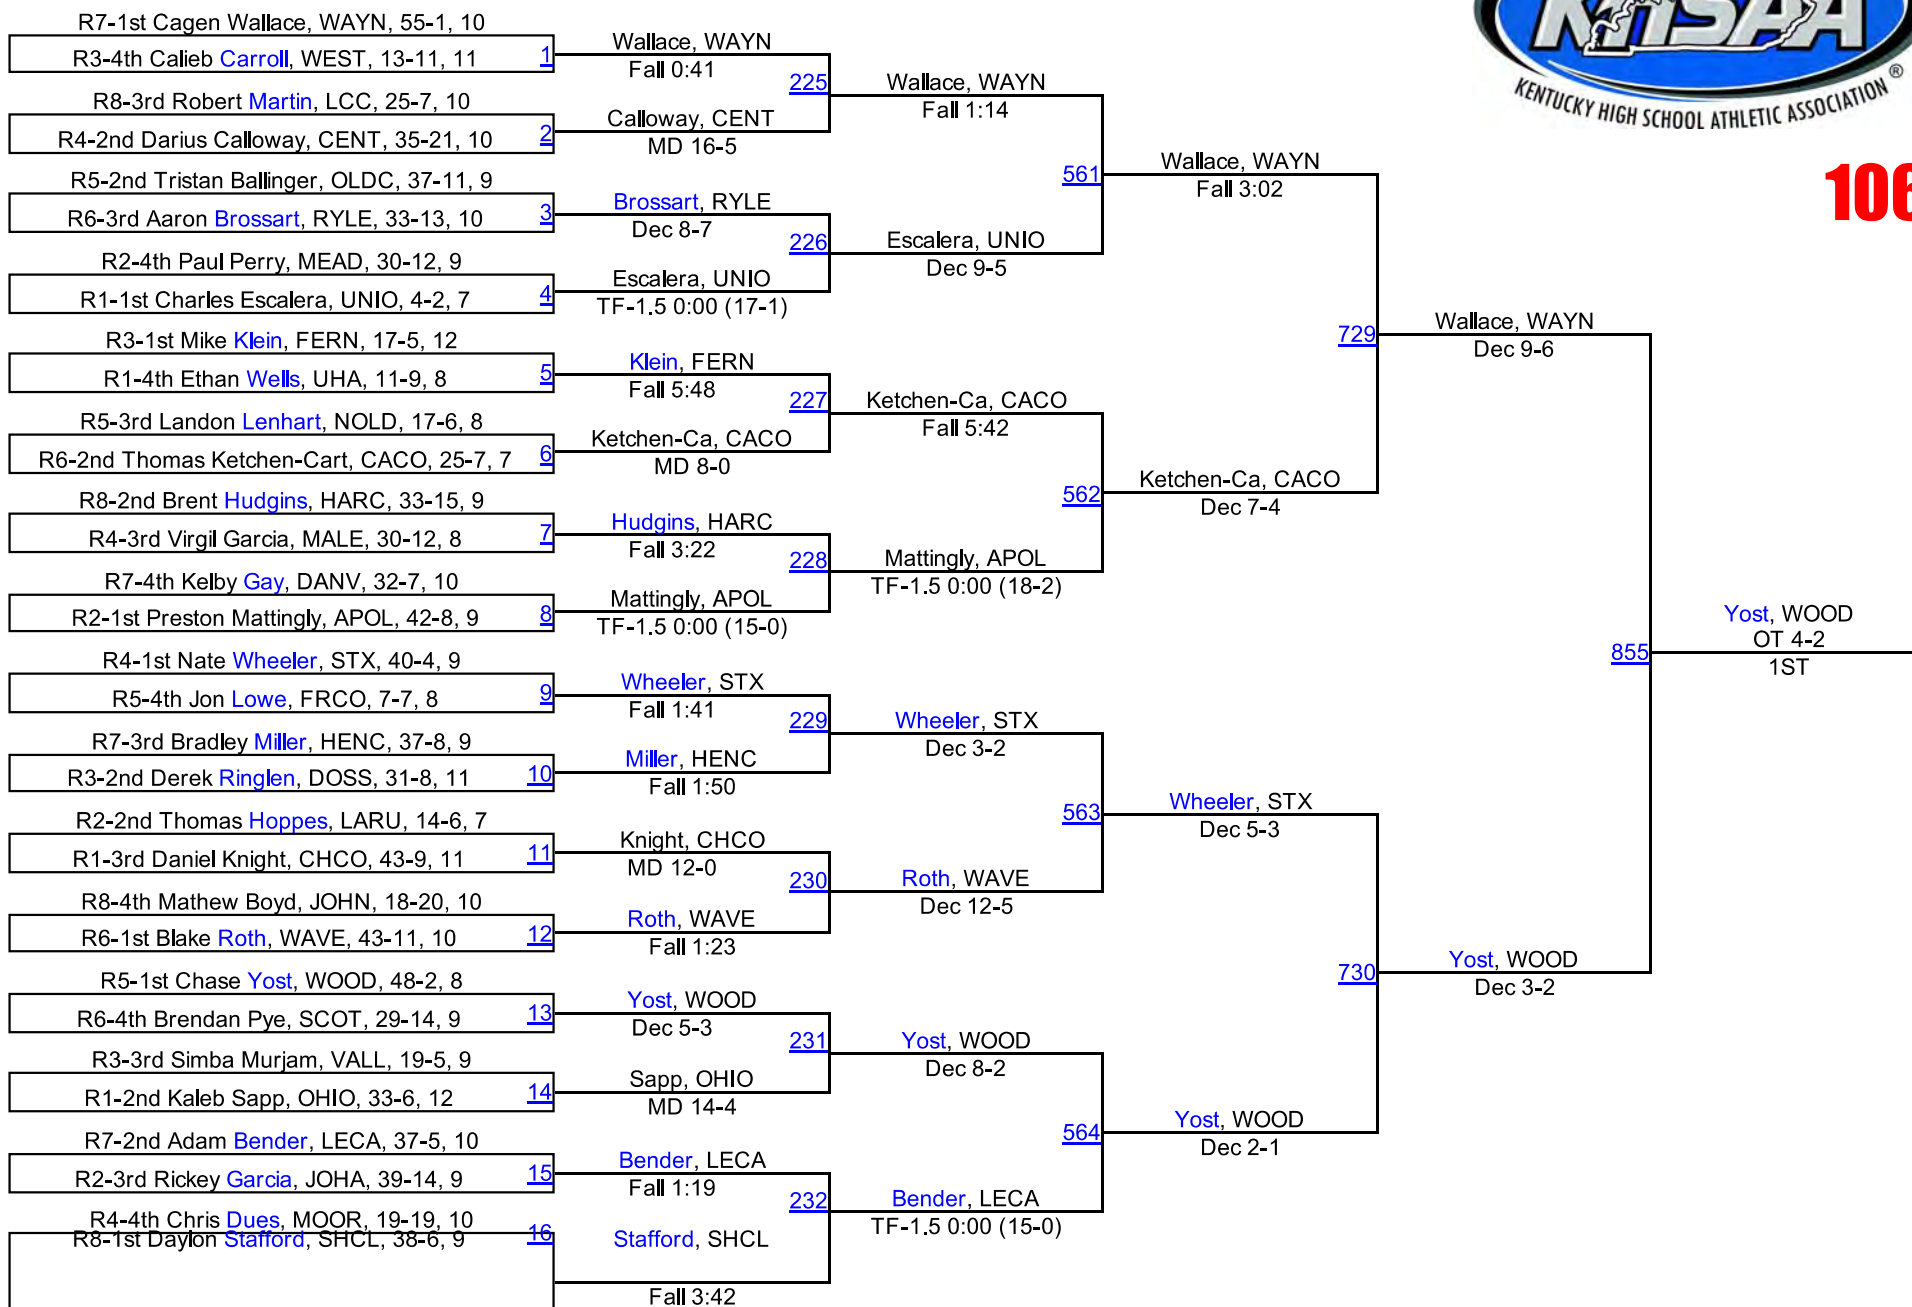 KHSAA
KENTUCKY HIGH SCHOOL ATHLETIC ASSOCIATION ®
106
R7-1st Cagen Wallace, WAYN, 55-1, 10
R3-4th Calieb Carroll, WEST, 13-11, 11
1
R8-3rd Robert Martin, LCC, 25-7, 10
R4-2nd Darius Calloway, CENT, 35-21, 10
2
R5-2nd Tristan Ballinger, OLDC, 37-11, 9
R6-3rd Aaron Brossart, RYLE, 33-13, 10
3
R2-4th Paul Perry, MEAD, 30-12, 9
R1-1st Charles Escalera, UNIO, 4-2, 7
4
R3-1st Mike Klein, FERN, 17-5, 12
R1-4th Ethan Wells, UHA, 11-9, 8
5
R5-3rd Landon Lenhart, NOLD, 17-6, 8
R6-2nd Thomas Ketchen-Cart, CACO, 25-7, 7
6
R8-2nd Brent Hudgins, HARC, 33-15, 9
R4-3rd Virgil Garcia, MALE, 30-12, 8
7
R7-4th Kelby Gay, DANV, 32-7, 10
R2-1st Preston Mattingly, APOL, 42-8, 9
8
R4-1st Nate Wheeler, STX, 40-4, 9
R5-4th Jon Lowe, FRCO, 7-7, 8
9
R7-3rd Bradley Miller, HENC, 37-8, 9
R3-2nd Derek Ringlen, DOSS, 31-8, 11
10
R2-2nd Thomas Hoppes, LARU, 14-6, 7
R1-3rd Daniel Knight, CHCO, 43-9, 11
11
R8-4th Mathew Boyd, JOHN, 18-20, 10
R6-1st Blake Roth, WAVE, 43-11, 10
12
R5-1st Chase Yost, WOOD, 48-2, 8
R6-4th Brendan Pye, SCOT, 29-14, 9
13
R3-3rd Simba Murjam, VALL, 19-5, 9
R1-2nd Kaleb Sapp, OHIO, 33-6, 12
14
R7-2nd Adam Bender, LECA, 37-5, 10
R2-3rd Rickey Garcia, JOHA, 39-14, 9
15
R4-4th Chris Dues, MOOR, 19-19, 10
R8-1st Daylon Stafford, SHCL, 38-6, 9
16
Wallace, WAYN
Fall 0:41
225
Calloway, CENT
MD 16-5
Brossart, RYLE
Dec 8-7
226
Escalera, UNIO
TF-1.5 0:00 (17-1)
Klein, FERN
Fall 5:48
227
Ketchen-Ca, CACO
MD 8-0
Hudgins, HARC
Fall 3:22
228
Mattingly, APOL
TF-1.5 0:00 (15-0)
Wheeler, STX
Fall 1:41
229
Miller, HENC
Fall 1:50
Knight, CHCO
MD 12-0
230
Roth, WAVE
Fall 1:23
Yost, WOOD
Dec 5-3
231
Sapp, OHIO
MD 14-4
Bender, LECA
Fall 1:19
232
Stafford, SHCL
Fall 3:42
Wallace, WAYN
Fall 1:14
561
Escalera, UNIO
Dec 9-5
Ketchen-Ca, CACO
Fall 5:42
562
Mattingly, APOL
TF-1.5 0:00 (18-2)
Wheeler, STX
Dec 3-2
563
Roth, WAVE
Dec 12-5
Yost, WOOD
Dec 8-2
564
Bender, LECA
TF-1.5 0:00 (15-0)
Wallace, WAYN
Fall 3:02
729
Ketchen-Ca, CACO
Dec 7-4
Wheeler, STX
Dec 5-3
730
Yost, WOOD
Dec 2-1
Wallace, WAYN
Dec 9-6
855
Yost, WOOD
Dec 3-2
Yost, WOOD
OT 4-2
1ST